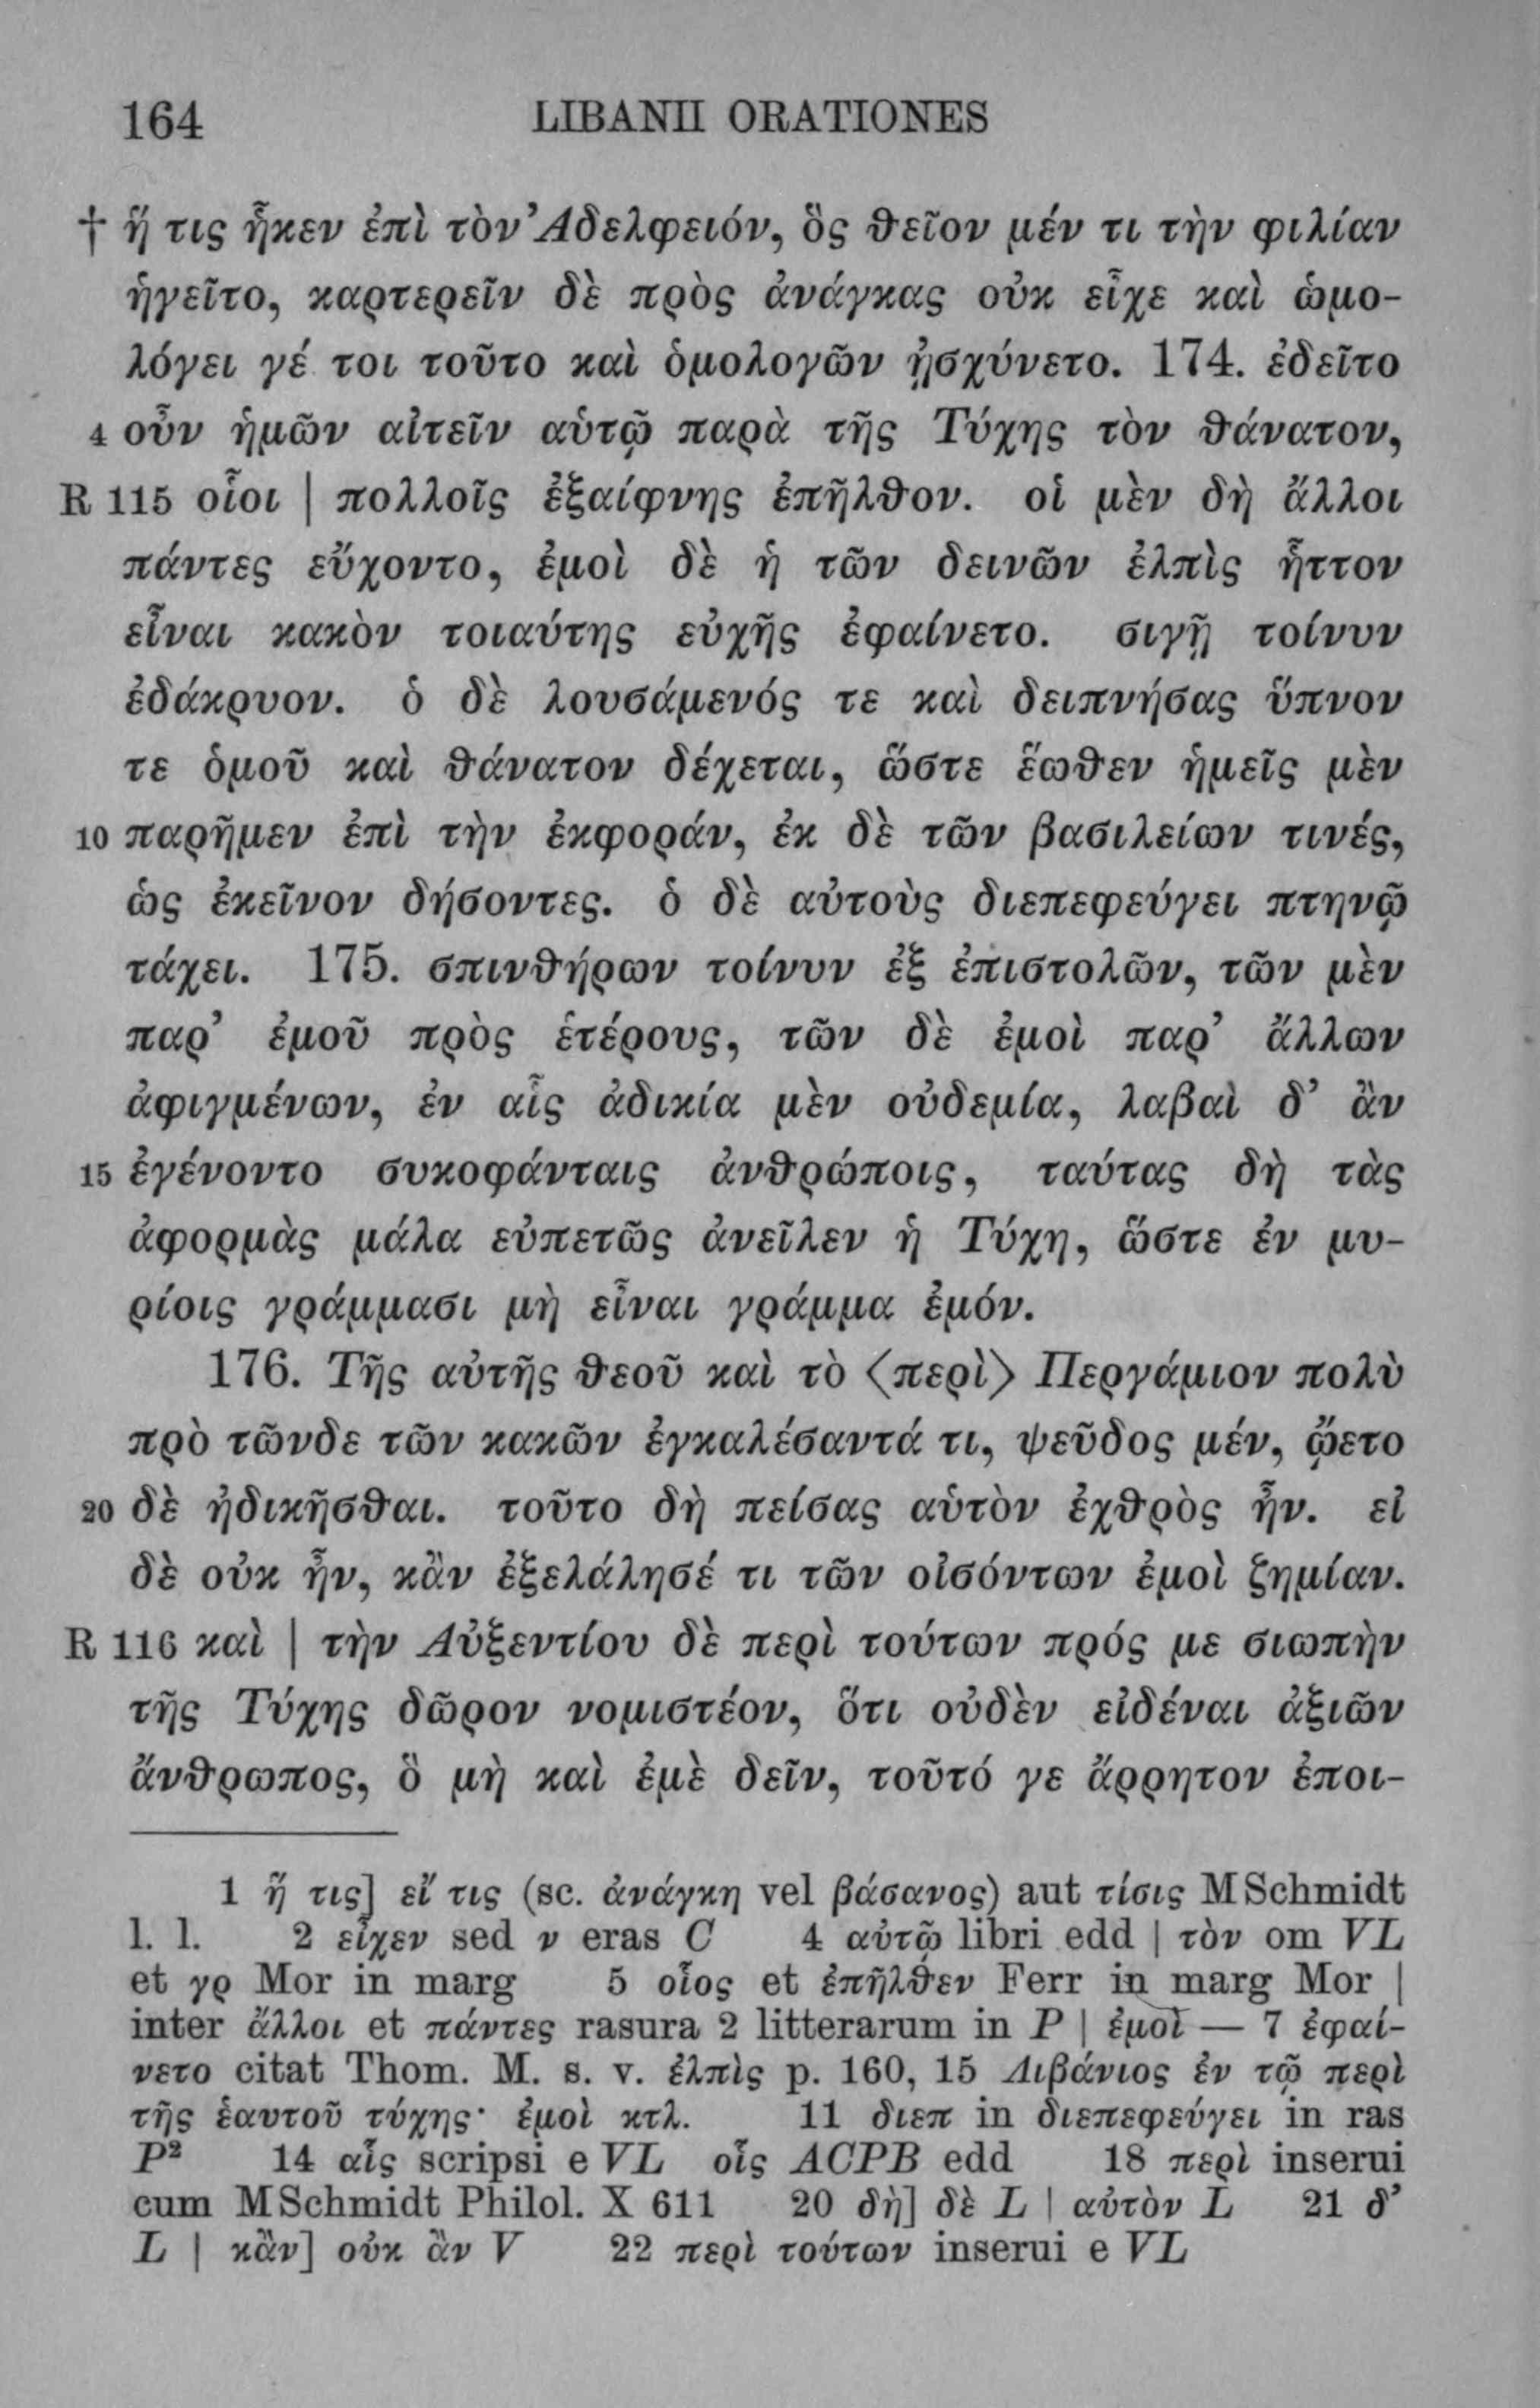 164 LIBANII ORATIONES
† ἥ τις ἧκεν ἐπὶ τὸν Ἀδελφειόν, ὃς θεῖον μέν τι τὴν φιλίαν
ἡγεῖτο, καρτερεῖν δὲ πρὸς ἀνάγκας οὐκ εἶχε καὶ ὡμο-
λόγει γέ τοι τοῦτο καὶ ὁμολογῶν ᾐσχύνετο. 174. ἐδεῖτο
4 οὖν ἡμῶν αἰτεῖν αὑτῷ παρὰ τῆς Τύχης τὸν θάνατον,
R 115 οἷοι | πολλοῖς ἐξαίφνης ἐπῆλθον. οἱ μὲν δὴ ἄλλοι
πάντες εὔχοντο, ἐμοὶ δὲ ἡ τῶν δεινῶν ἐλπὶς ἧττον
εἶναι κακὸν τοιαύτης εὐχῆς ἐφαίνετο. σιγῇ τοίνυν
ἐδάκρυον. ὁ δὲ λουσάμενός τε καὶ δειπνήσας ὕπνον
τε ὁμοῦ καὶ θάνατον δέχεται, ὥστε ἕωθεν ἡμεῖς μὲν
10 παρῆμεν ἐπὶ τὴν ἐκφοράν, ἐκ δὲ τῶν βασιλείων τινές,
ὡς ἐκεῖνον δήσοντες. ὁ δὲ αὐτοὺς διεπεφεύγει πτηνῷ
τάχει. 175. σπινθήρων τοίνυν ἐξ ἐπιστολῶν, τῶν μὲν
παρ’ ἐμοῦ πρὸς ἑτέρους, τῶν δὲ ἐμοὶ παρ’ ἄλλων
ἀφιγμένων, ἐν αἷς ἀδικία μὲν οὐδεμία, λαβαὶ δ’ ἂν
15 ἐγένοντο συκοφάνταις ἀνθρώποις, ταύτας δὴ τὰς
ἀφορμὰς μάλα εὐπετῶς ἀνεῖλεν ἡ Τύχη, ὥστε ἐν μυ-
ρίοις γράμμασι μὴ εἶναι γράμμα ἐμόν.
176. Τῆς αὐτῆς θεοῦ καὶ τὸ ⟨περὶ⟩ Περγάμιον πολὺ
πρὸ τῶνδε τῶν κακῶν ἐγκαλέσαντά τι, ψεῦδος μέν, ᾤετο
20 δὲ ἠδικῆσθαι. τοῦτο δὴ πείσας αὑτὸν ἐχθρὸς ἦν. εἰ
δὲ οὐκ ἦν, κἂν ἐξελάλησέ τι τῶν οἰσόντων ἐμοὶ ζημίαν.
R 116 καὶ | τὴν Αὐξεντίου δὲ περὶ τούτων πρός με σιωπὴν
τῆς Τύχης δῶρον νομιστέον, ὅτι οὐδὲν εἰδέναι ἀξιῶν
ἄνθρωπος, ὃ μὴ καὶ ἐμὲ δεῖν, τοῦτό γε ἄρρητον ἐποι-
1 ἥ τις] εἴ τις (sc. ἀνάγκη vel βάσανος) aut τίσις MSchmidt
l. l. 2 εἶχεν sed ν eras C 4 αὐτῷ libri edd | τὸν om VL
et γρ Mor in marg 5 οἷος et ἐπῆλθεν Ferr in marg Mor |
inter ἄλλοι et πάντες rasura 2 litterarum in P | ἐμοὶ — 7 ἐφαί-
νετο citat Thom. M. s. v. ἐλπὶς p. 160, 15 Λιβάνιος ἐν τῷ περὶ
τῆς ἑαυτοῦ τύχης· ἐμοὶ κτλ. 11 διεπ in διεπεφεύγει in ras
P² 14 αἷς scripsi e VL οἷς ACPB edd 18 περὶ inserui
cum MSchmidt Philol. X 611 20 δὴ] δὲ L | αὐτὸν L 21 δ’
L | κἂν] οὐκ ἂν V 22 περὶ τούτων inserui e VL